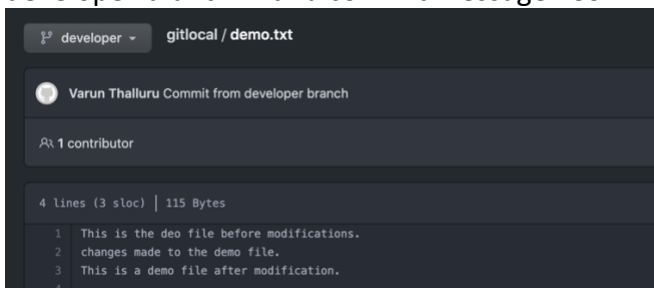 developer
gitlocal / demo.txt
Varun Thalluru Commit from developer branch
1 contributor
4 lines (3 sloc) | 115 Bytes
1 This is the deo file before modifications.
2 changes made to the demo file.
3 This is a demo file after modification.